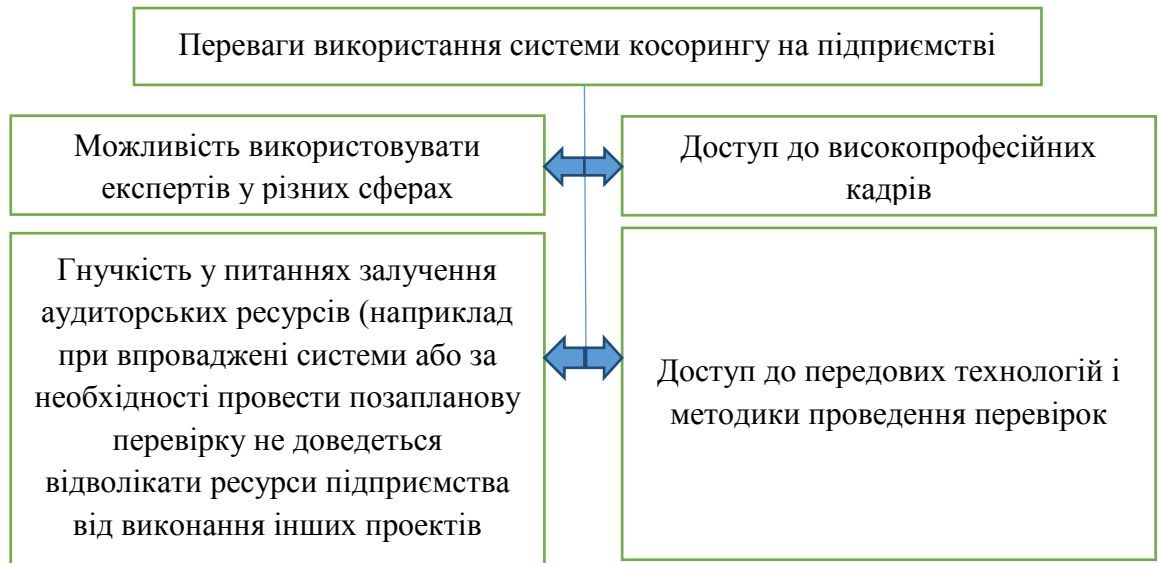 Переваги використання системи косорингу на підприємстві
Можливість використовувати
експертів у різних сферах
Доступ до високопрофесійних
кадрів
Гнучкість у питаннях залучення
аудиторських ресурсів (наприклад
при впроваджені системи або за
необхідності провести позапланову
перевірку не доведеться
відволікати ресурси підприємства
від виконання інших проектів
Доступ до передових технологій і
методики проведення перевірок